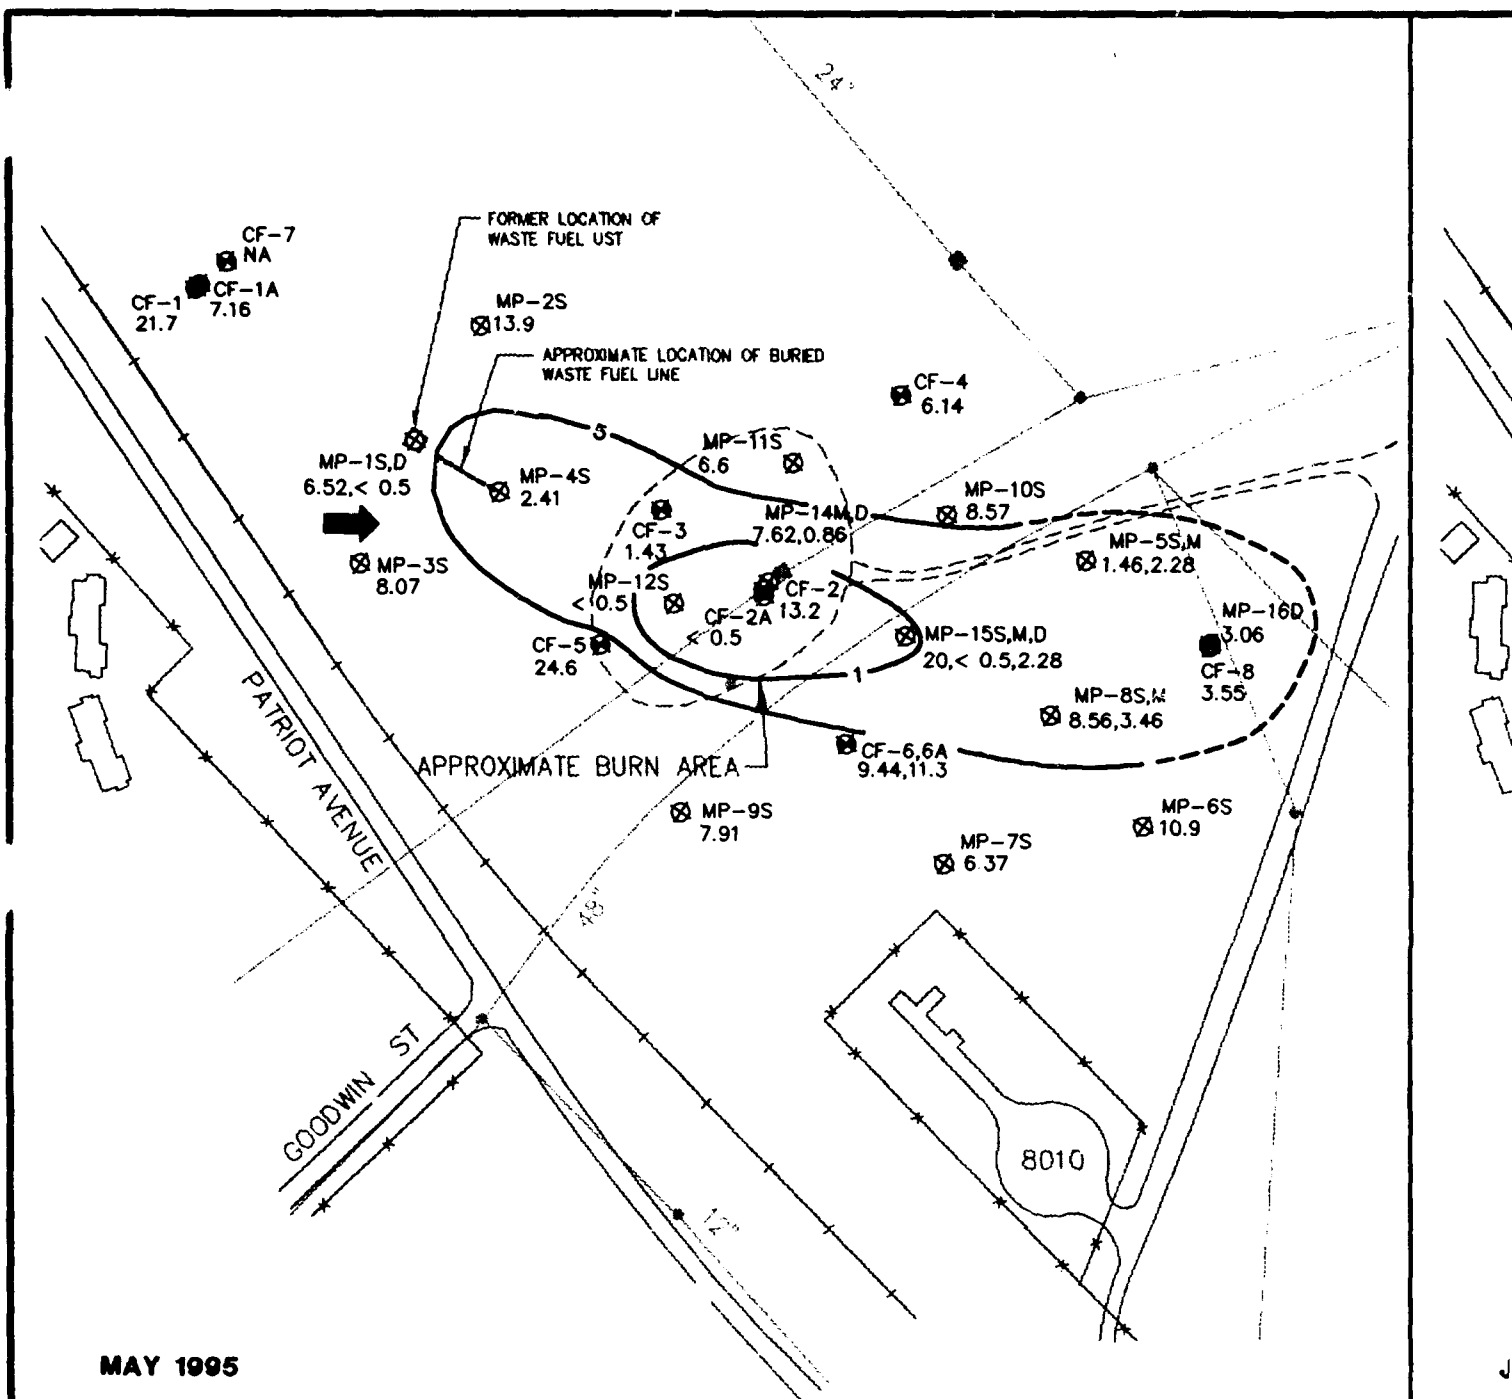 24"
FORMER LOCATION OF
WASTE FUEL UST
CF-7
NA
CF-1A
7.16
CF-1
21.7
MP-2S
13.9
APPROXIMATE LOCATION OF BURIED
WASTE FUEL LINE
CF-4
6.14
5
MP-11S
6.6
MP-1S,D
6.52,< 0.5
MP-4S
2.41
MP-10S
8.57
MP-14M,D
7.62,0.86
CF-3
1.43
MP-5S,M
1.46,2.28
MP-3S
8.07
MP-12S
< 0.5
CF-2
13.2
CF-2A
< 0.5
MP-16D
3.06
CF-5
24.6
MP-15S,M,D
20,< 0.5,2.28
CF-8
3.55
1
MP-8S,M
8.56,3.46
CF-6,6A
9.44,11.3
APPROXIMATE BURN AREA
PATRIOT AVENUE
MP-9S
7.91
MP-6S
10.9
MP-7S
6.37
48"
GOODWIN ST
8010
12"
MAY 1995
J